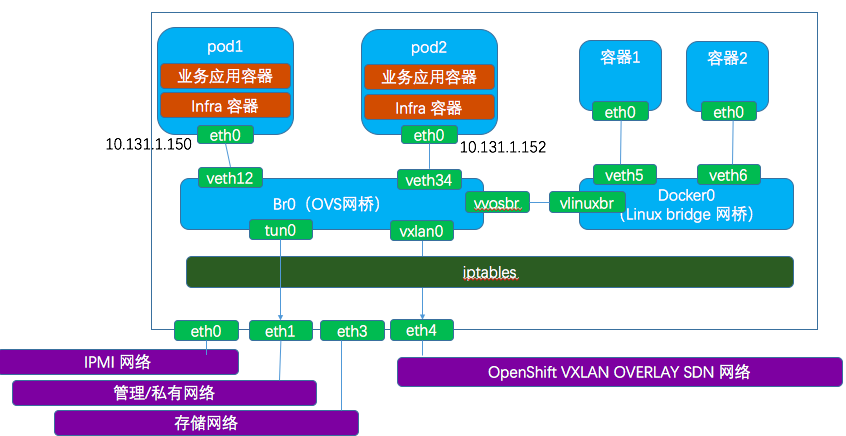 pod1
业务应用容器
Infra 容器
eth0
10.131.1.150
veth12
pod2
业务应用容器
Infra 容器
eth0
10.131.1.152
veth34
容器1
eth0
veth5
容器2
eth0
veth6
Br0（OVS网桥）
vvosbr
vlinuxbr
Docker0
（Linux bridge 网桥）
tun0
vxlan0
iptables
eth0
eth1
eth3
eth4
IPMI 网络
管理/私有网络
存储网络
OpenShift VXLAN OVERLAY SDN 网络